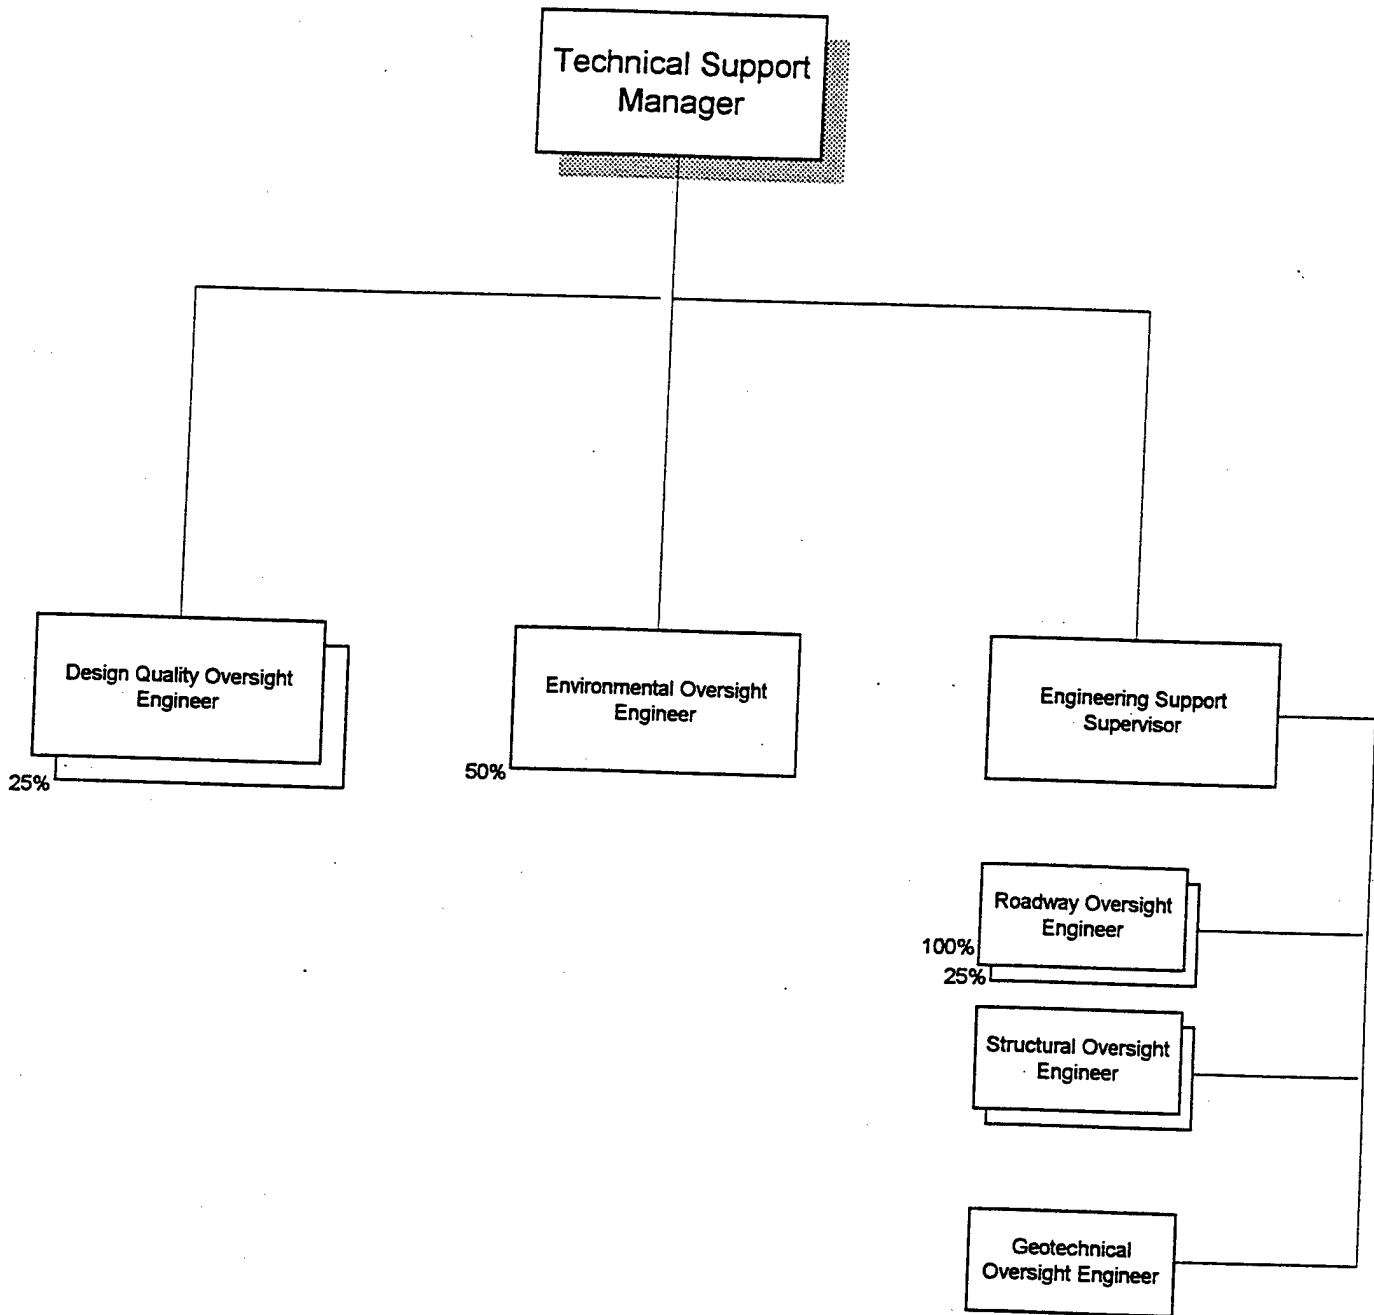 Technical Support
Manager
Design Quality Oversight
Engineer
25%
Environmental Oversight
Engineer
50%
Engineering Support
Supervisor
Roadway Oversight
Engineer
100%
25%
Structural Oversight
Engineer
Geotechnical
Oversight Engineer